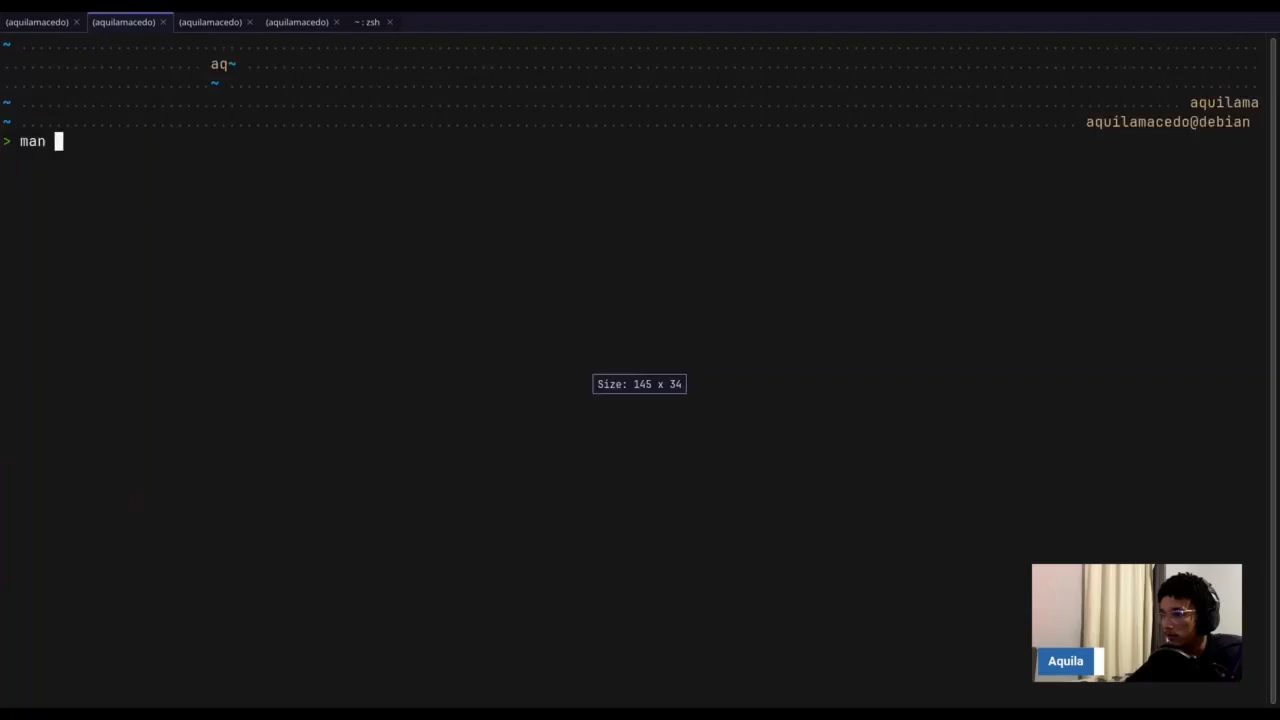 (aquilamacedo) × (aquilamacedo) × (aquilamacedo) × (aquilamacedo) × ~ : zsh ×
~
aq~
~
~ aquilama
~ aquilamacedo@debian
> man
Size: 145 x 34
Aquila